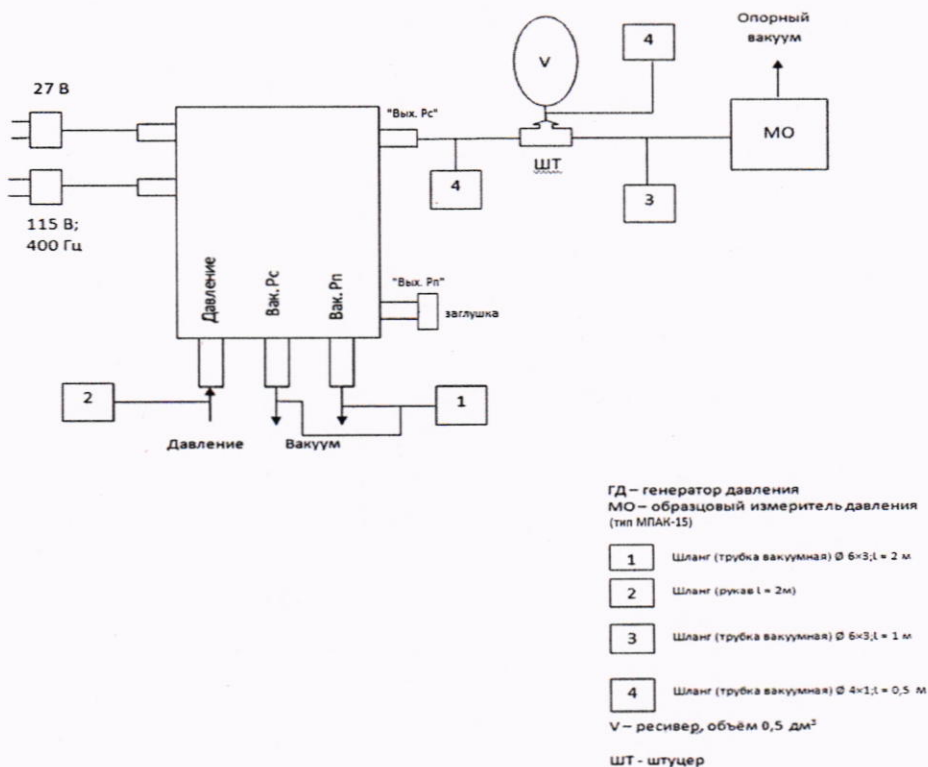 Опорный
вакуум
4
V
27 В
"Вых. Рс"
МО
ШТ
4
3
115 В;
400 Гц
Давление
Вак. Рс
Вак. Рп
"Вых. Рп"
заглушка
2
1
Давление
Вакуум
ГД – генератор давления
МО – образцовый измеритель давления
(тип МПАК-15)
1 Шланг (трубка вакуумная) Ø 6×3; l = 2 м
2 Шланг (рукав l = 2м)
3 Шланг (трубка вакуумная) Ø 6×3; l = 1 м
4 Шланг (трубка вакуумная) Ø 4×1; l = 0,5 м
V – ресивер, объём 0,5 дм³
ШТ - штуцер